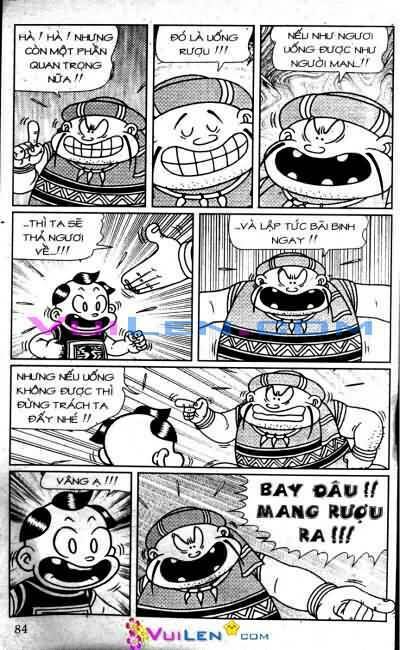 HÀ! HÀ! NHƯNG
CÒN MỘT PHẦN
QUAN TRỌNG
NỮA!!
ĐÓ LÀ UỐNG
RƯỢU!!!
NẾU NHƯ NGƯƠI
UỐNG ĐƯỢC NHƯ
NGƯỜI MAN..!!
..THÌ TA SẼ
THẢ NGƯƠI
VỀ...!!!
..VÀ LẬP TỨC BÃI BINH
NGAY!!
VUILEN.COM
NHƯNG NẾU UỐNG
KHÔNG ĐƯỢC THÌ
ĐỪNG TRÁCH TA
ĐẤY NHÉ!!
VÂNG Ạ!!!
BAY ĐÂU!!
MANG RƯỢU
RA!!!
84
VUILEN.COM